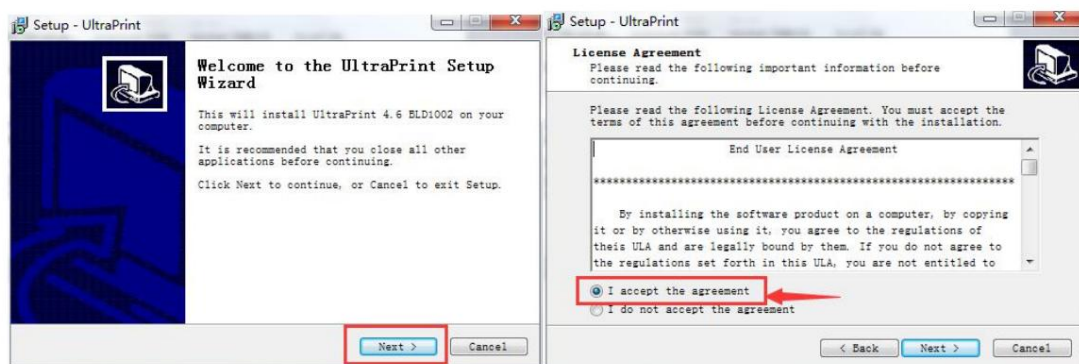 Setup - UltraPrint
Welcome to the UltraPrint Setup
Wizard
This will install UltraPrint 4.6 BLD1002 on your
computer.
It is recommended that you close all other
applications before continuing.
Click Next to continue, or Cancel to exit Setup.
Next >
Cancel
Setup - UltraPrint
License Agreement
Please read the following important information before
continuing.
Please read the following License Agreement. You must accept the
terms of this agreement before continuing with the installation.
End User License Agreement
********************************************************************
By installing the software product on a computer, by copying
it or by otherwise using it, you agree to the regulations of
theis ULA and are legally bound by them. If you do not agree to
the regulations set forth in this ULA, you are not entitled to
I accept the agreement
I do not accept the agreement
< Back
Next >
Cancel